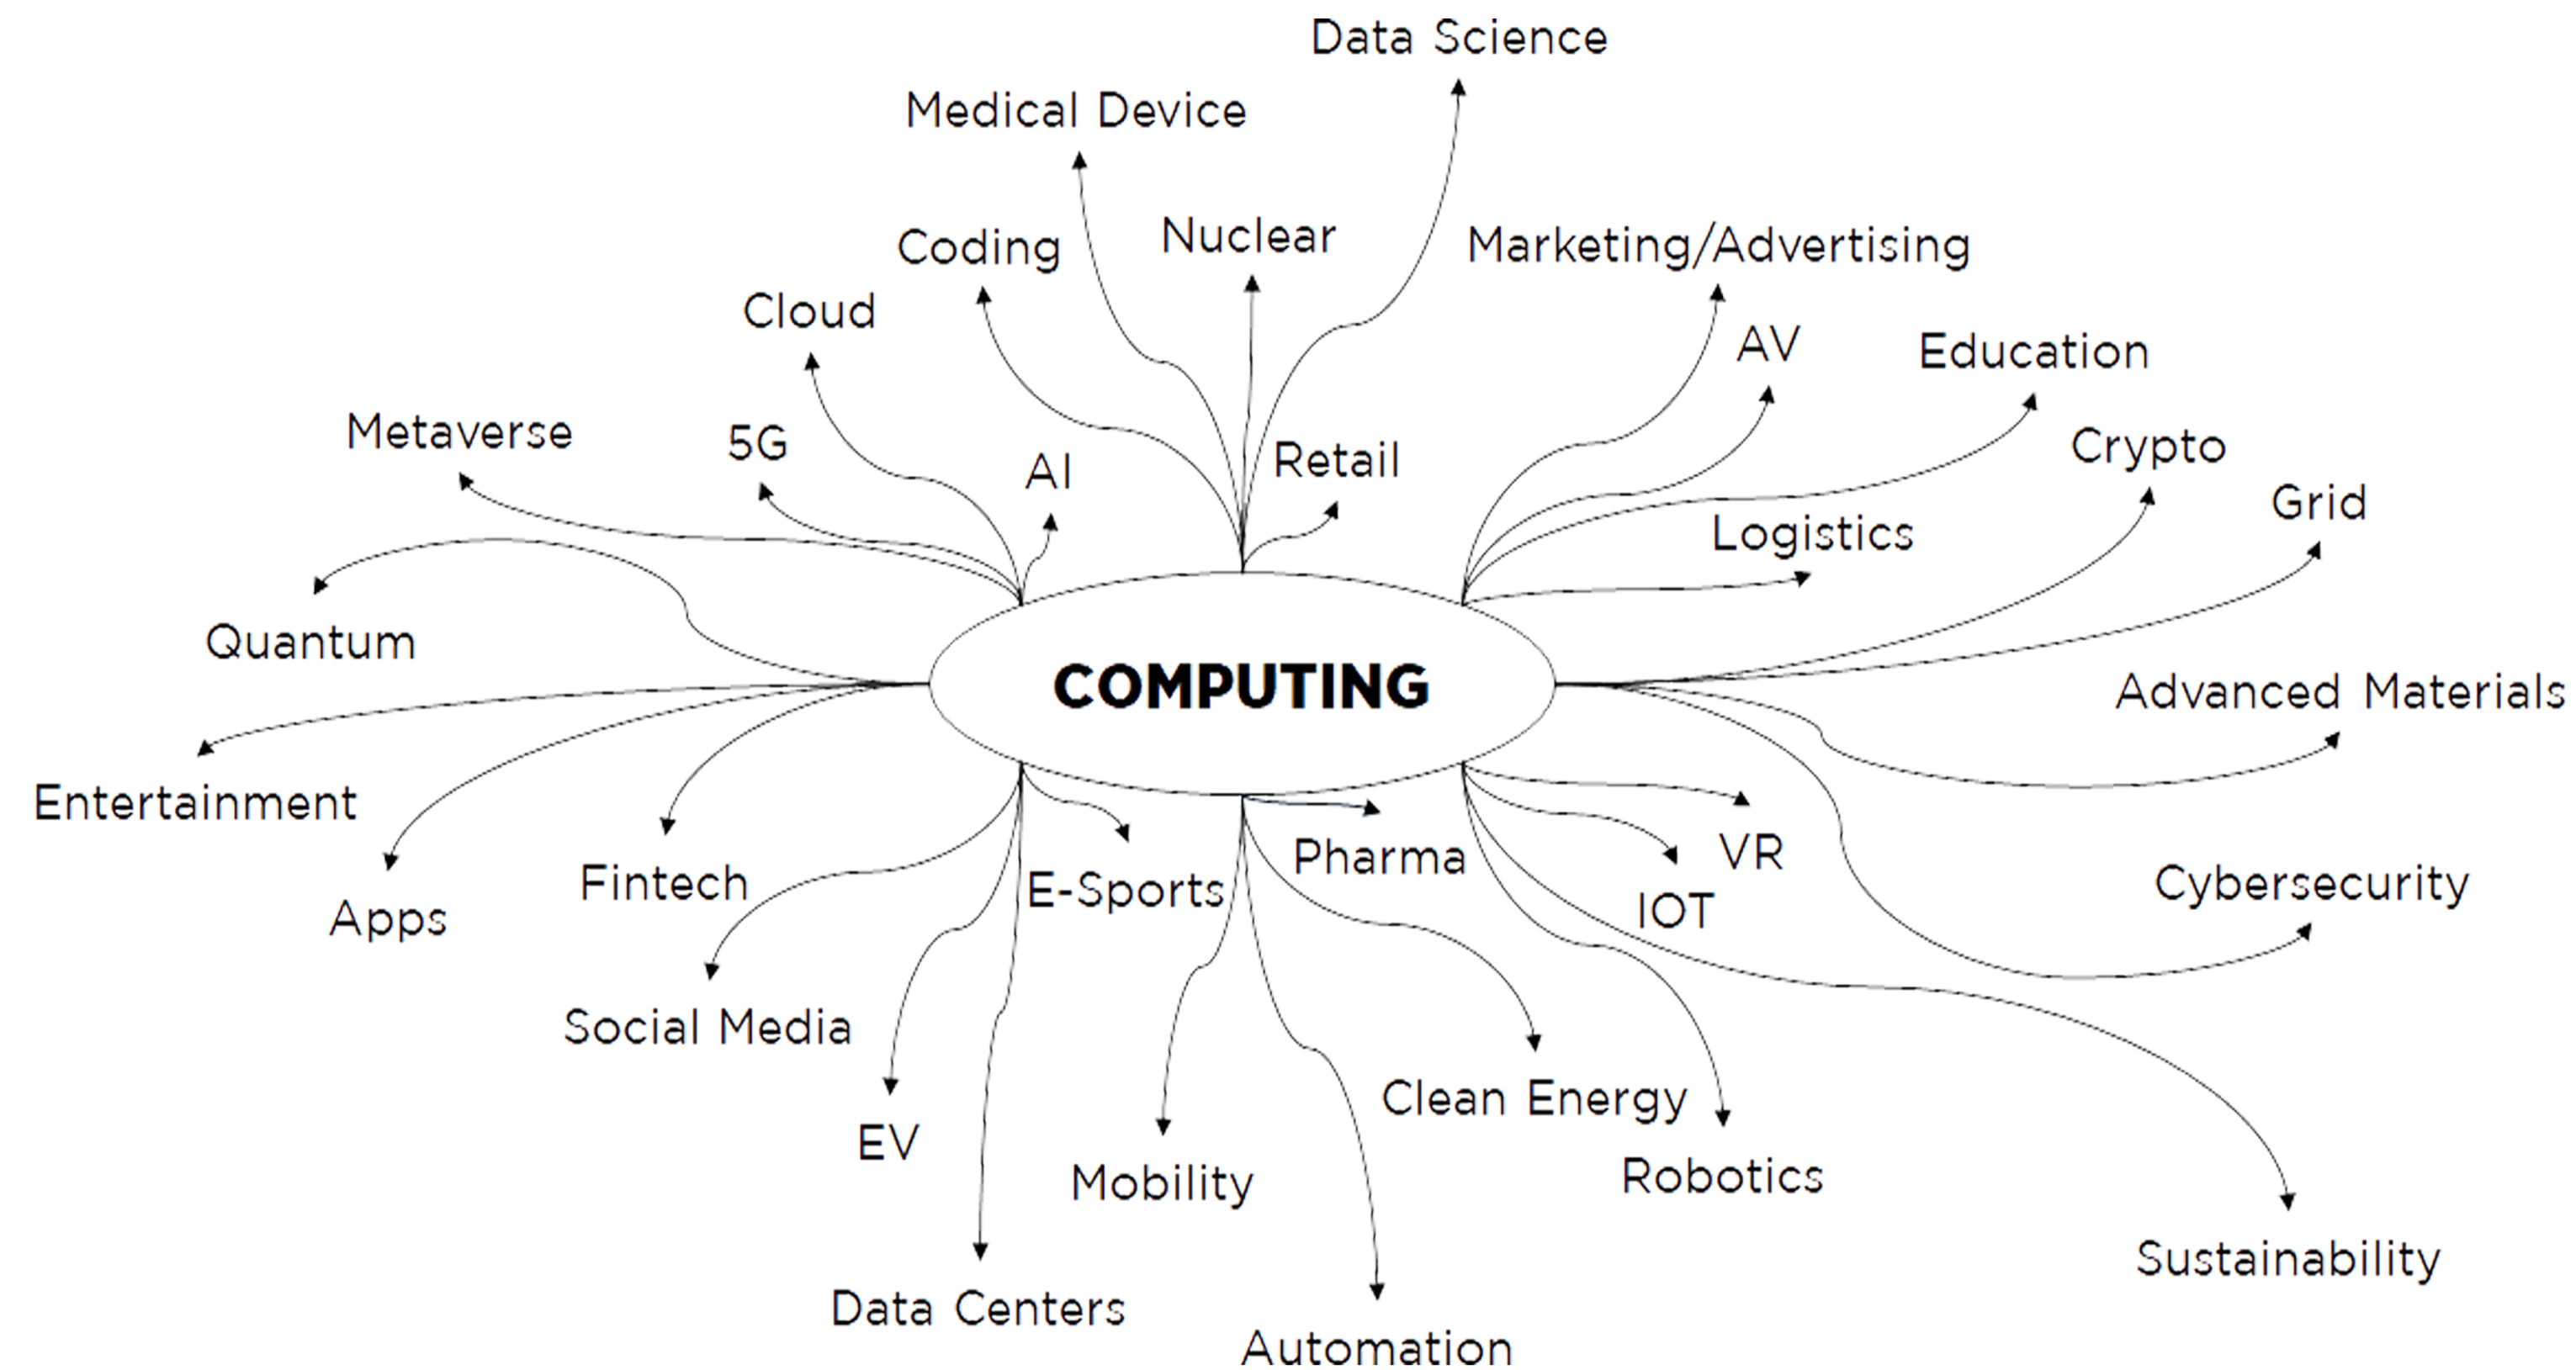 Data Science
Medical Device
Nuclear
Coding
Marketing/Advertising
Cloud
AV
Education
Metaverse
5G
Crypto
Retail
AI
Grid
Logistics
Quantum
COMPUTING
Advanced Materials
Entertainment
VR
Pharma
Fintech
Cybersecurity
E-Sports
IOT
Apps
Social Media
Clean Energy
EV
Robotics
Mobility
Sustainability
Data Centers
Automation